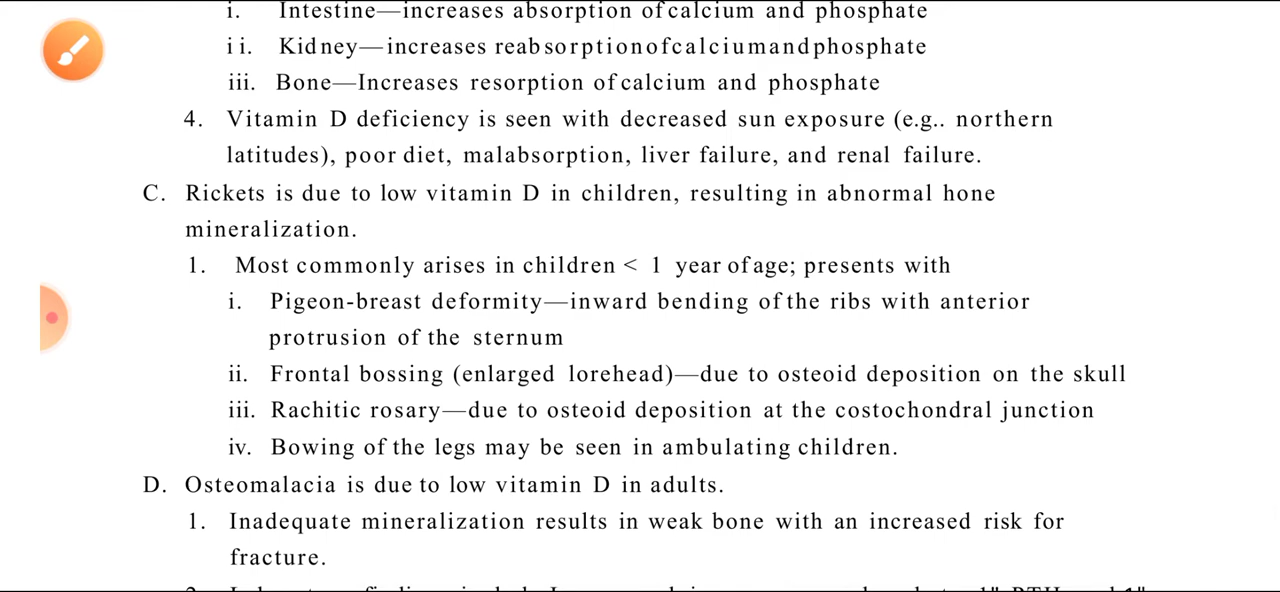 i. Intestine—increases absorption of calcium and phosphate
ii. Kidney—increases reabsorption of calcium and phosphate
iii. Bone—Increases resorption of calcium and phosphate
4. Vitamin D deficiency is seen with decreased sun exposure (e.g.. northern
latitudes), poor diet, malabsorption, liver failure, and renal failure.
C. Rickets is due to low vitamin D in children, resulting in abnormal hone
mineralization.
1. Most commonly arises in children < 1 year of age; presents with
i. Pigeon-breast deformity—inward bending of the ribs with anterior
protrusion of the sternum
ii. Frontal bossing (enlarged lorehead)—due to osteoid deposition on the skull
iii. Rachitic rosary—due to osteoid deposition at the costochondral junction
iv. Bowing of the legs may be seen in ambulating children.
D. Osteomalacia is due to low vitamin D in adults.
1. Inadequate mineralization results in weak bone with an increased risk for
fracture.